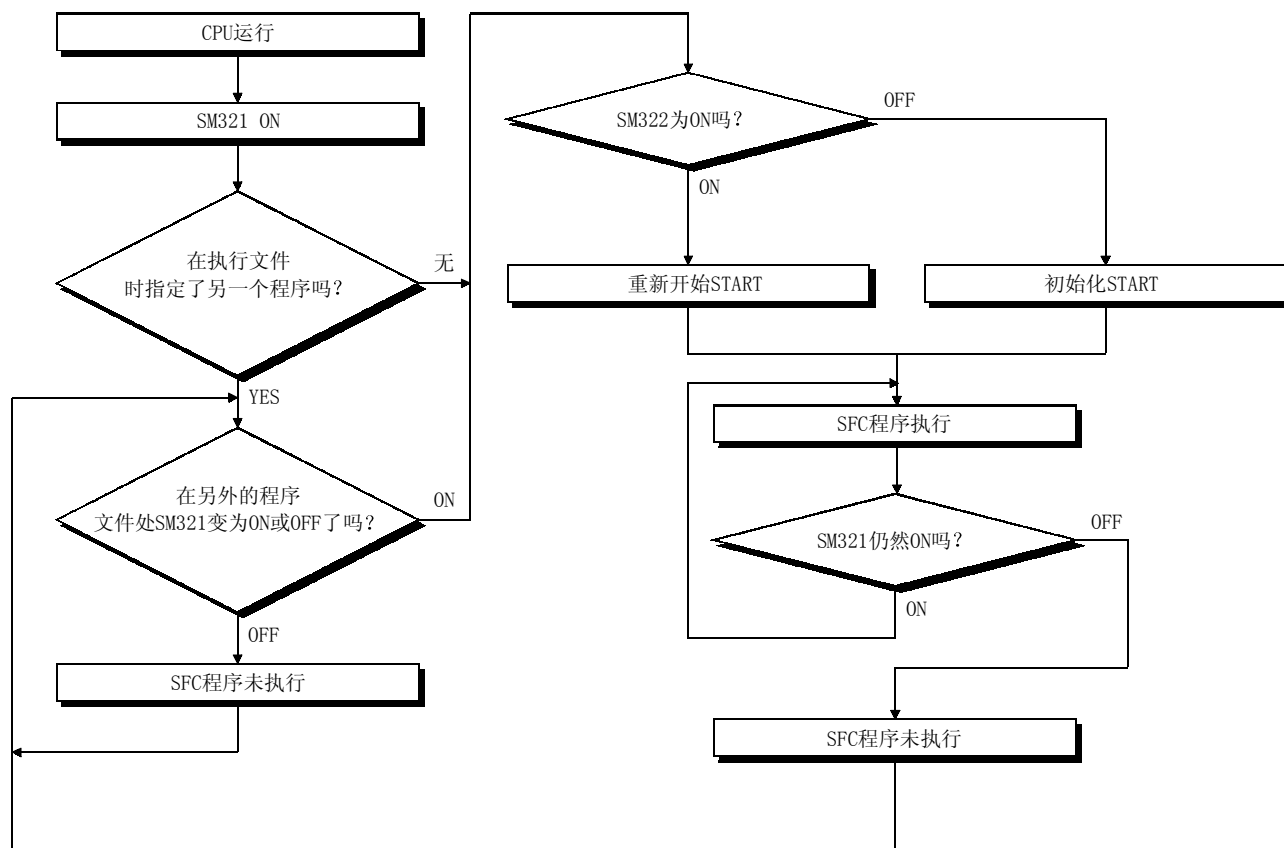 CPU运行
SM321 ON
在执行文件
时指定了另一个程序吗?
无
YES
在另外的程序
文件处SM321变为ON或OFF了吗?
ON
OFF
SFC程序未执行
SM322为ON吗?
OFF
ON
重新开始START
初始化START
SFC程序执行
SM321仍然ON吗?
OFF
ON
SFC程序未执行